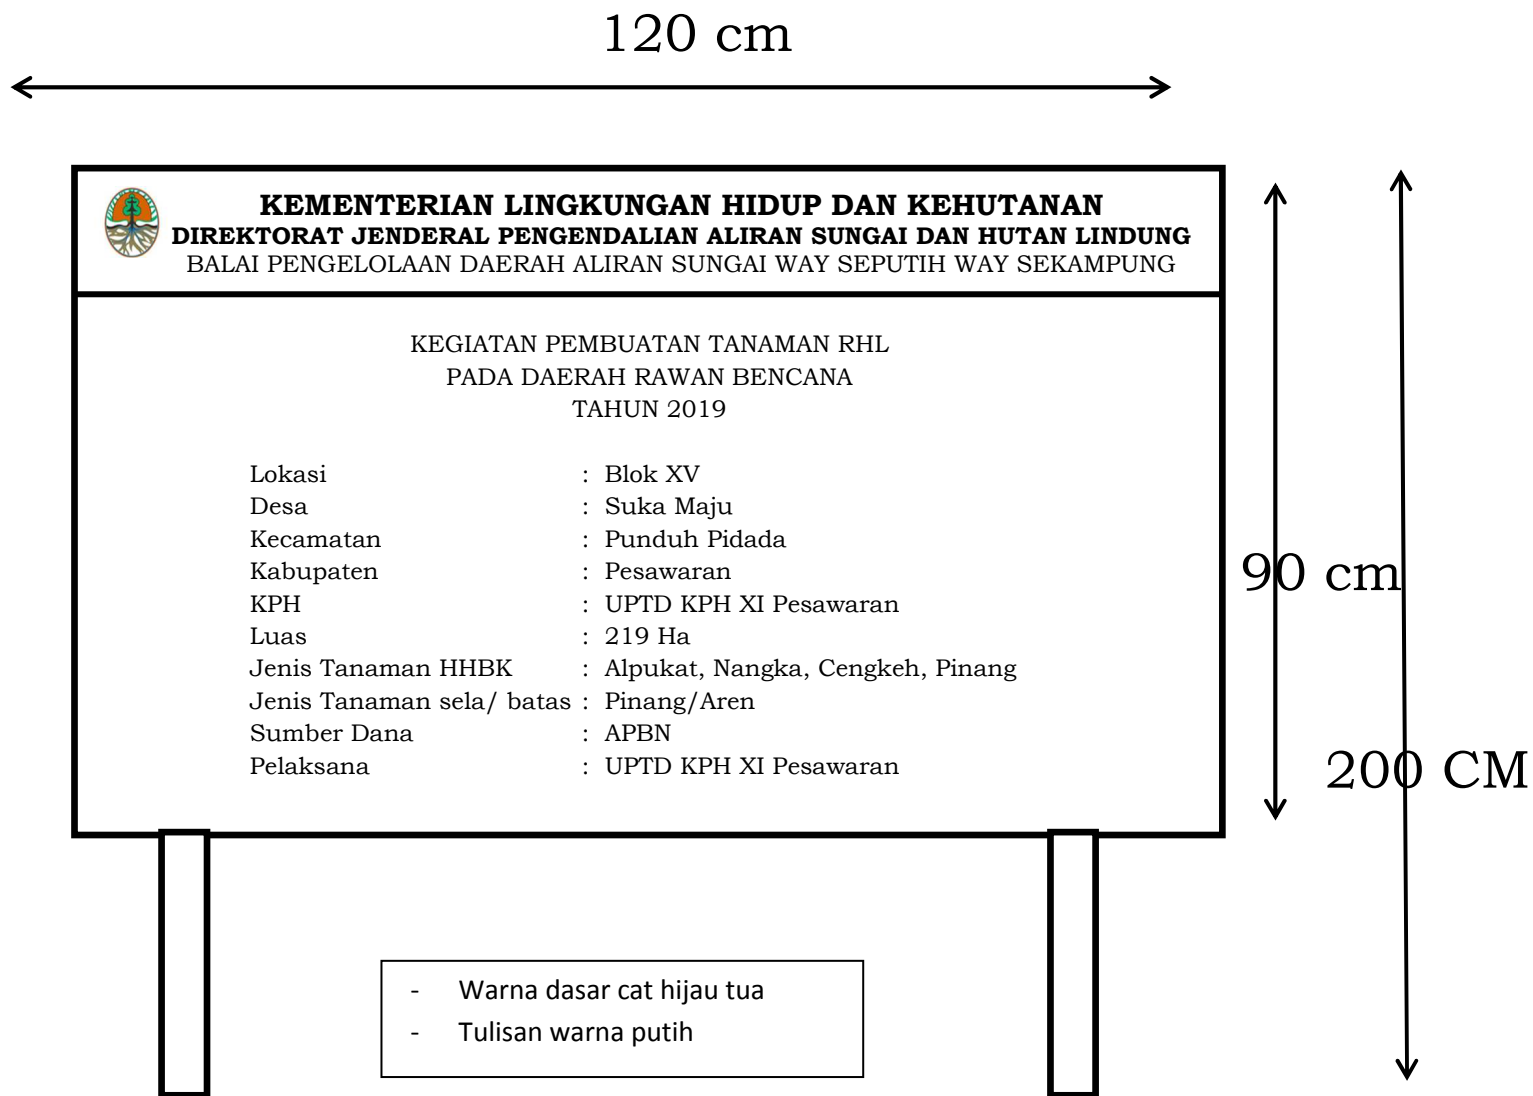 120 cm
KEMENTERIAN LINGKUNGAN HIDUP DAN KEHUTANAN
DIREKTORAT JENDERAL PENGENDALIAN ALIRAN SUNGAI DAN HUTAN LINDUNG
BALAI PENGELOLAAN DAERAH ALIRAN SUNGAI WAY SEPUTIH WAY SEKAMPUNG
KEGIATAN PEMBUATAN TANAMAN RHL
PADA DAERAH RAWAN BENCANA
TAHUN 2019
Lokasi : Blok XV
Desa : Suka Maju
Kecamatan : Punduh Pidada
Kabupaten : Pesawaran
KPH : UPTD KPH XI Pesawaran
Luas : 219 Ha
Jenis Tanaman HHBK : Alpukat, Nangka, Cengkeh, Pinang
Jenis Tanaman sela/ batas : Pinang/Aren
Sumber Dana : APBN
Pelaksana : UPTD KPH XI Pesawaran
90 cm
200 CM
- Warna dasar cat hijau tua
- Tulisan warna putih